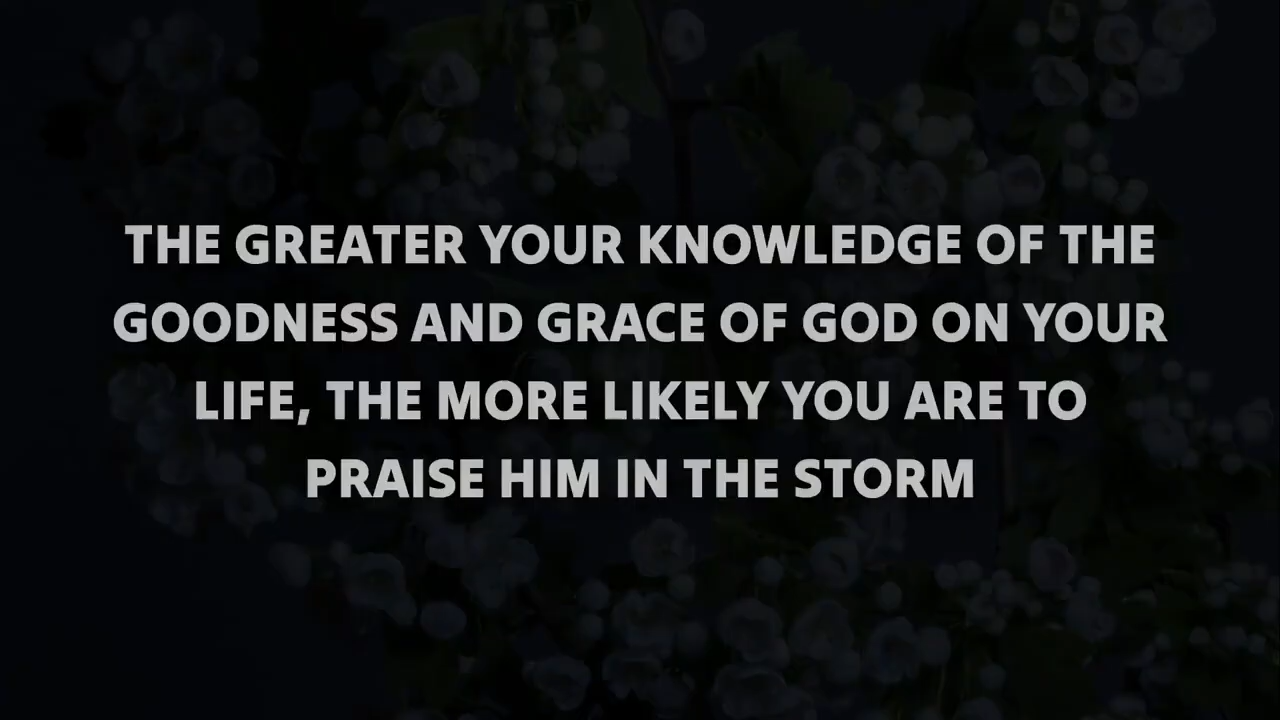 THE GREATER YOUR KNOWLEDGE OF THE
GOODNESS AND GRACE OF GOD ON YOUR
LIFE, THE MORE LIKELY YOU ARE TO
PRAISE HIM IN THE STORM